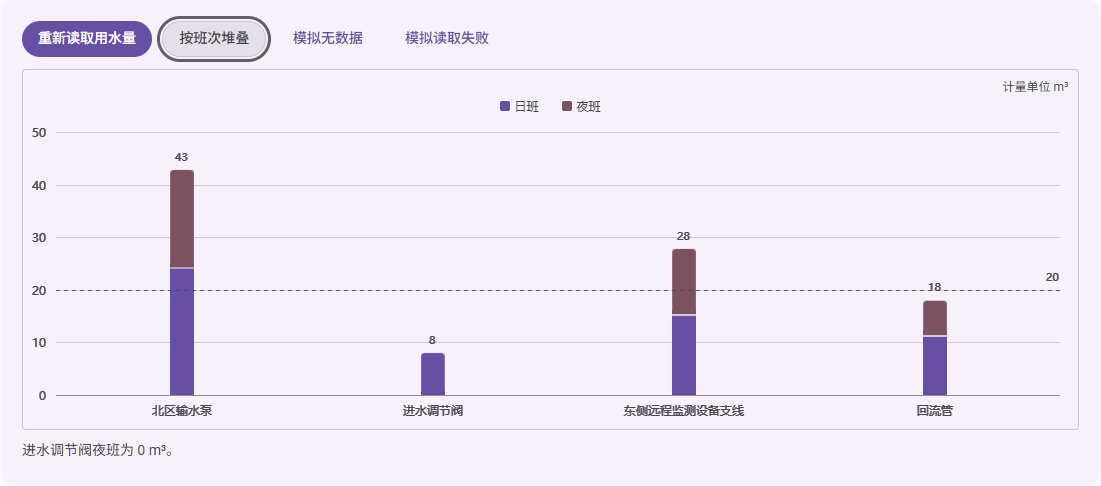 重新读取用水量 按班次堆叠 模拟无数据 模拟读取失败
计量单位 m³
日班 夜班
50
43
40
30
28
20
20
18
10
8
0
北区输水泵 进水调节阀 东侧远程监测设备支线 回流管
进水调节阀夜班为 0 m³。